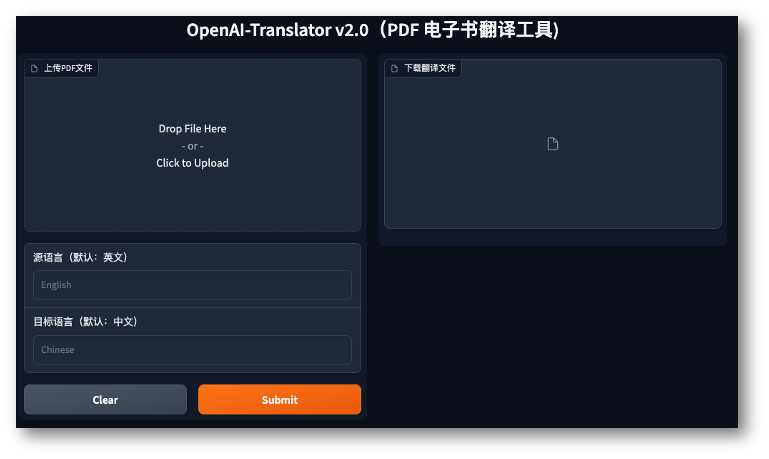 OpenAI-Translator v2.0（PDF 电子书翻译工具)
上传PDF文件
Drop File Here
- or -
Click to Upload
源语言（默认：英文）
English
目标语言（默认：中文）
Chinese
Clear
Submit
下载翻译文件